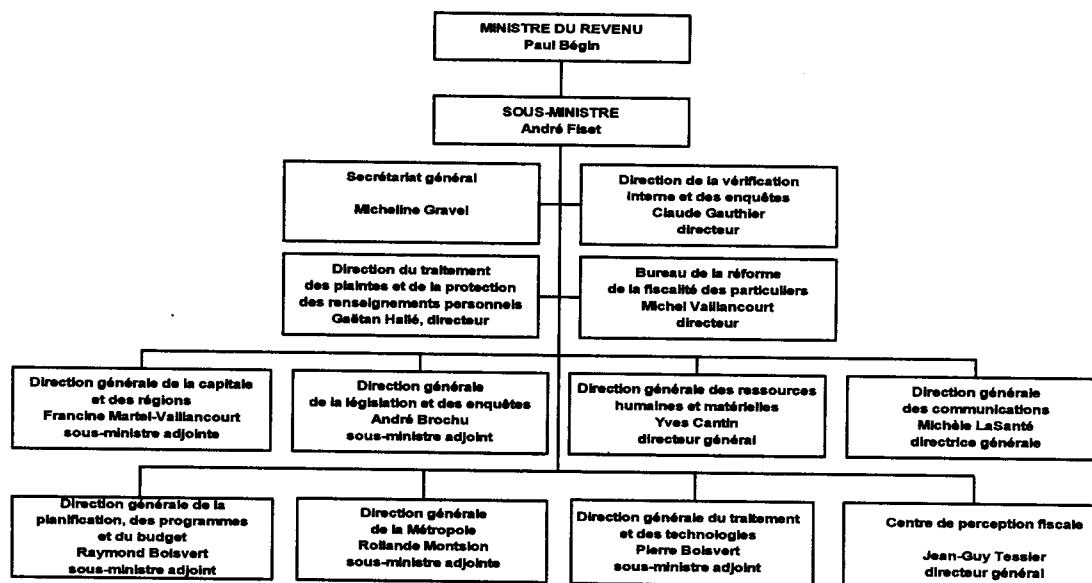 MINISTRE DU REVENU
Paul Bégin
SOUS-MINISTRE
André Fiset
Secrétariat général
Micheline Gravel
Direction de la vérification
interne et des enquêtes
Claude Gauthier
directeur
Direction du traitement
des plaintes et de la protection
des renseignements personnels
Gaëtan Hallé, directeur
Bureau de la réforme
de la fiscalité des particuliers
Michel Vaillancourt
directeur
Direction générale de la capitale
et des régions
Francine Martel-Vaillancourt
sous-ministre adjointe
Direction générale
de la législation et des enquêtes
André Brochu
sous-ministre adjoint
Direction générale des ressources
humaines et matérielles
Yves Cantin
directeur général
Direction générale
des communications
Michèle LaSanté
directrice générale
Direction générale de la
planification, des programmes
et du budget
Raymond Boisvert
sous-ministre adjoint
Direction générale
de la Métropole
Rollande Montsion
sous-ministre adjointe
Direction générale du traitement
et des technologies
Pierre Boisvert
sous-ministre adjoint
Centre de perception fiscale
Jean-Guy Tessier
directeur général